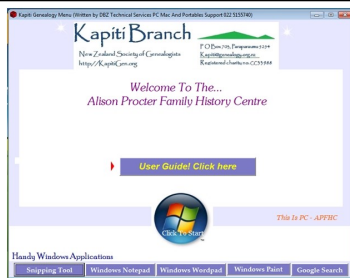 Kapiti Genealogy Menu (Written by DBZ Technical Services PC Mac And Portables Support 022 5155740)
Kapiti Branch
New Zealand Society of Genealogists
http://KapitiGen.org
P O Box 703, Paraparaumu 5254
Kapiti@genealogy.org.nz
Registered charity no. CC53888
Welcome To The...
Alison Procter Family History Centre
User Guide! Click here
Click To Start
This Is PC - APFHC
Handy Windows Applications
Snipping Tool
Windows Notepad
Windows Wordpad
Windows Paint
Google Search